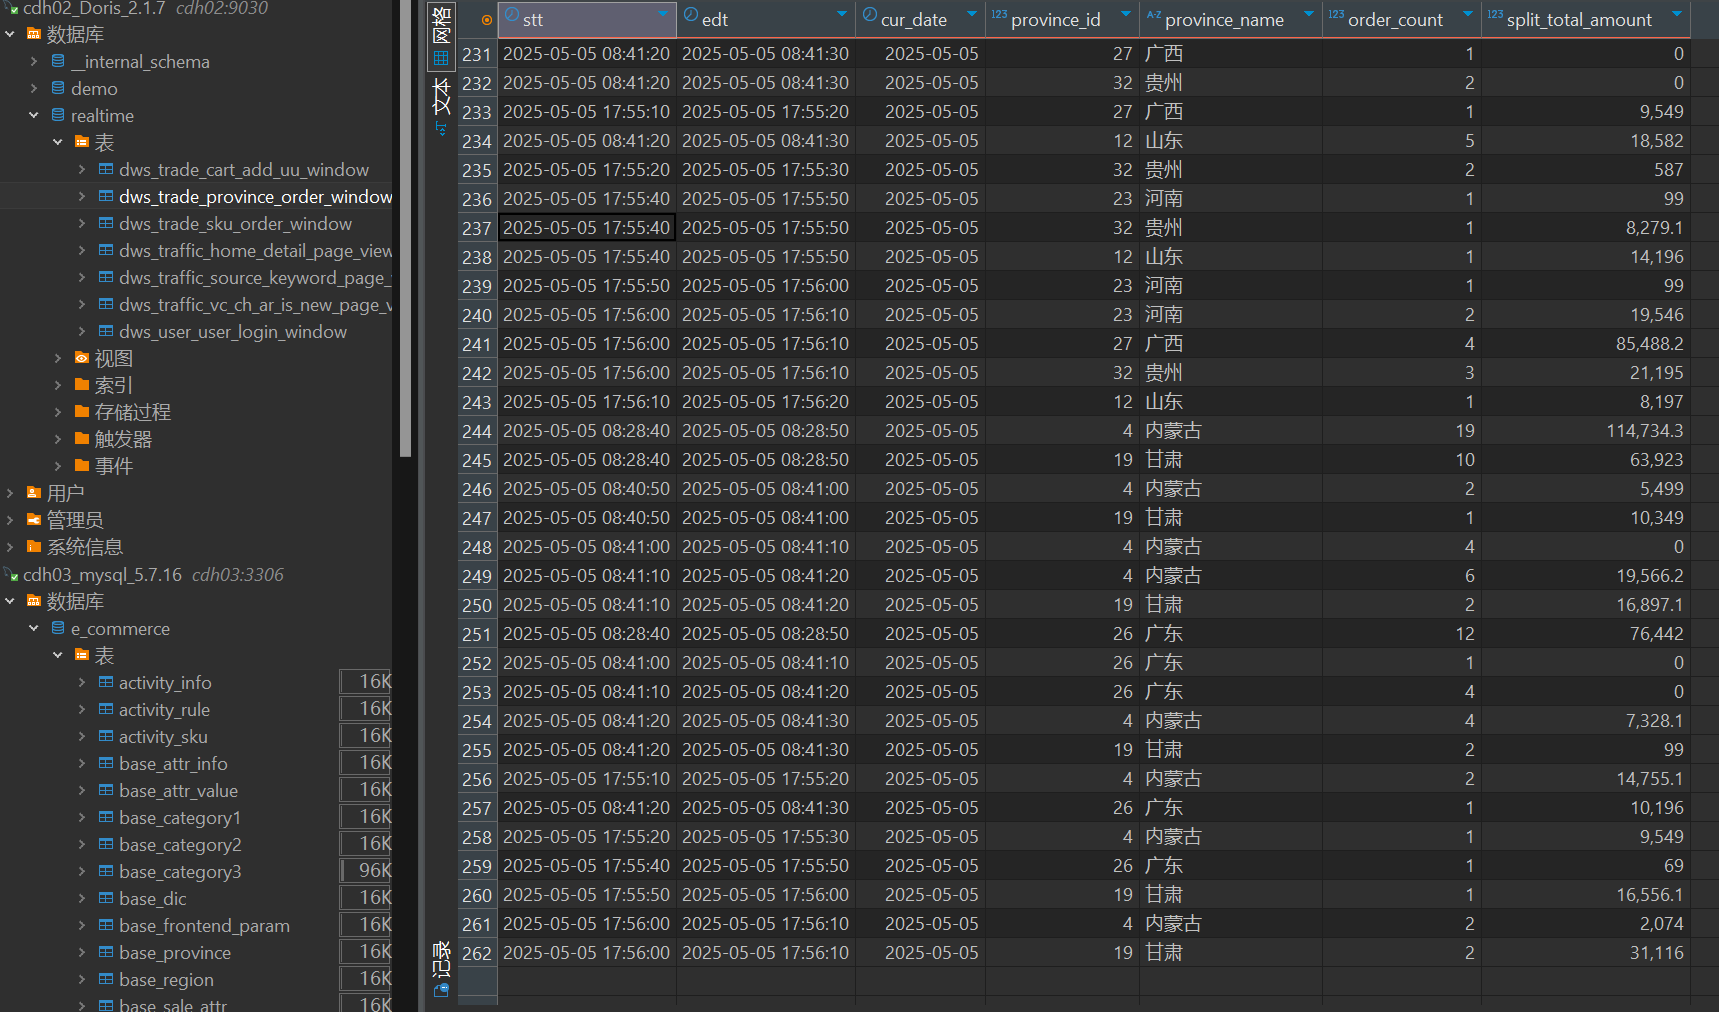 cdh02_Doris_2.1.7 cdh02:9030
数据库
__internal_schema
demo
realtime
表
dws_trade_cart_add_uu_window
dws_trade_province_order_window
dws_trade_sku_order_window
dws_traffic_home_detail_page_view
dws_traffic_source_keyword_page_
dws_traffic_vc_ch_ar_is_new_page_v
dws_user_user_login_window
视图
索引
存储过程
触发器
事件
用户
管理员
系统信息
cdh03_mysql_5.7.16 cdh03:3306
数据库
e_commerce
表
activity_info 16K
activity_rule 16K
activity_sku 16K
base_attr_info 16K
base_attr_value 16K
base_category1 16K
base_category2 16K
base_category3 96K
base_dic 16K
base_frontend_param 16K
base_province 16K
base_region 16K
base_sale_attr 16K
网格
文本
记录
stt edt cur_date 123 province_id A-Z province_name 123 order_count 123 split_total_amount
231 2025-05-05 08:41:20 2025-05-05 08:41:30 2025-05-05 27 广西 1 0
232 2025-05-05 08:41:20 2025-05-05 08:41:30 2025-05-05 32 贵州 2 0
233 2025-05-05 17:55:10 2025-05-05 17:55:20 2025-05-05 27 广西 1 9,549
234 2025-05-05 08:41:20 2025-05-05 08:41:30 2025-05-05 12 山东 5 18,582
235 2025-05-05 17:55:20 2025-05-05 17:55:30 2025-05-05 32 贵州 2 587
236 2025-05-05 17:55:40 2025-05-05 17:55:50 2025-05-05 23 河南 1 99
237 2025-05-05 17:55:40 2025-05-05 17:55:50 2025-05-05 32 贵州 1 8,279.1
238 2025-05-05 17:55:40 2025-05-05 17:55:50 2025-05-05 12 山东 1 14,196
239 2025-05-05 17:55:50 2025-05-05 17:56:00 2025-05-05 23 河南 1 99
240 2025-05-05 17:56:00 2025-05-05 17:56:10 2025-05-05 23 河南 2 19,546
241 2025-05-05 17:56:00 2025-05-05 17:56:10 2025-05-05 27 广西 4 85,488.2
242 2025-05-05 17:56:00 2025-05-05 17:56:10 2025-05-05 32 贵州 3 21,195
243 2025-05-05 17:56:10 2025-05-05 17:56:20 2025-05-05 12 山东 1 8,197
244 2025-05-05 08:28:40 2025-05-05 08:28:50 2025-05-05 4 内蒙古 19 114,734.3
245 2025-05-05 08:28:40 2025-05-05 08:28:50 2025-05-05 19 甘肃 10 63,923
246 2025-05-05 08:40:50 2025-05-05 08:41:00 2025-05-05 4 内蒙古 2 5,499
247 2025-05-05 08:40:50 2025-05-05 08:41:00 2025-05-05 19 甘肃 1 10,349
248 2025-05-05 08:41:00 2025-05-05 08:41:10 2025-05-05 4 内蒙古 4 0
249 2025-05-05 08:41:10 2025-05-05 08:41:20 2025-05-05 4 内蒙古 6 19,566.2
250 2025-05-05 08:41:10 2025-05-05 08:41:20 2025-05-05 19 甘肃 2 16,897.1
251 2025-05-05 08:28:40 2025-05-05 08:28:50 2025-05-05 26 广东 12 76,442
252 2025-05-05 08:41:00 2025-05-05 08:41:10 2025-05-05 26 广东 1 0
253 2025-05-05 08:41:10 2025-05-05 08:41:20 2025-05-05 26 广东 4 0
254 2025-05-05 08:41:20 2025-05-05 08:41:30 2025-05-05 4 内蒙古 4 7,328.1
255 2025-05-05 08:41:20 2025-05-05 08:41:30 2025-05-05 19 甘肃 2 99
256 2025-05-05 17:55:10 2025-05-05 17:55:20 2025-05-05 4 内蒙古 2 14,755.1
257 2025-05-05 08:41:20 2025-05-05 08:41:30 2025-05-05 26 广东 1 10,196
258 2025-05-05 17:55:20 2025-05-05 17:55:30 2025-05-05 4 内蒙古 1 9,549
259 2025-05-05 17:55:40 2025-05-05 17:55:50 2025-05-05 26 广东 1 69
260 2025-05-05 17:55:50 2025-05-05 17:56:00 2025-05-05 19 甘肃 1 16,556.1
261 2025-05-05 17:56:00 2025-05-05 17:56:10 2025-05-05 4 内蒙古 2 2,074
262 2025-05-05 17:56:00 2025-05-05 17:56:10 2025-05-05 19 甘肃 2 31,116